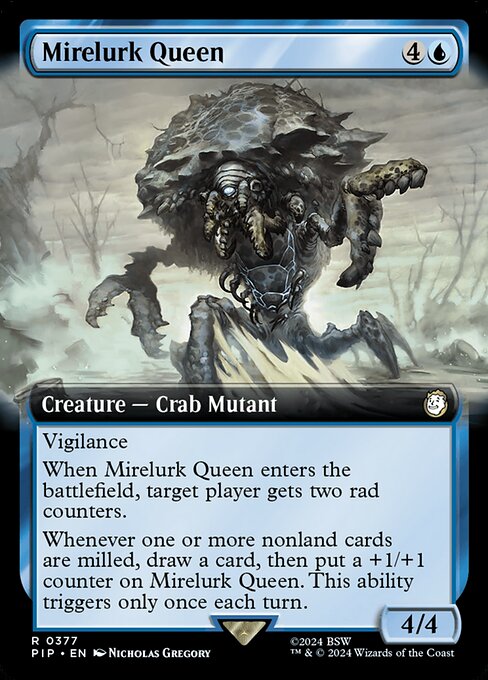 Mirelurk Queen 4
Creature — Crab Mutant
Vigilance
When Mirelurk Queen enters the
battlefield, target player gets two rad
counters.
Whenever one or more nonland cards
are milled, draw a card, then put a +1/+1
counter on Mirelurk Queen. This ability
triggers only once each turn.
4/4
R 0377
PIP • EN Nicholas Gregory
©2024 BSW
™ & © 2024 Wizards of the Coast